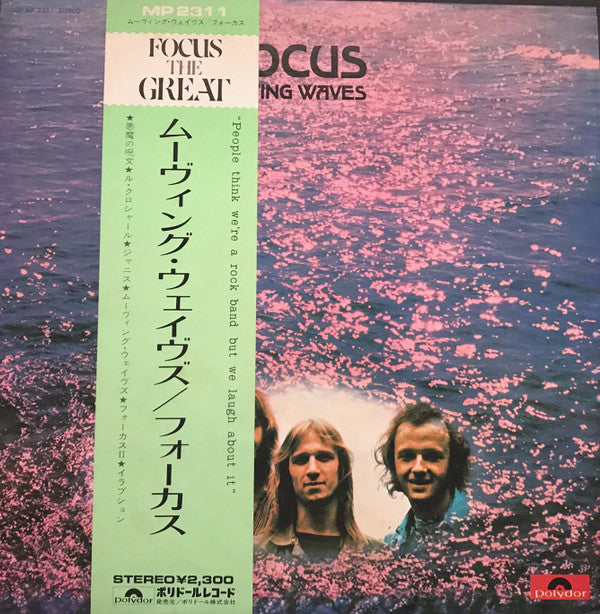 MP 2311 STEREO
MP 2311
ムーヴィング・ウェイヴズ／フォーカス
FOCUS
THE
GREAT
OCUS
ING WAVES
"People think we're a rock band but we laugh about it"
ムーヴィング・ウェイヴズ／フォーカス
★悪魔の呪文★ル・クロシャール★ジャニス★ムーヴィング・ウェイヴズ★フォーカスII★イラプション
STEREO¥2,300
polydor
ポリドールレコード
発売元／ポリドール株式会社
polydor